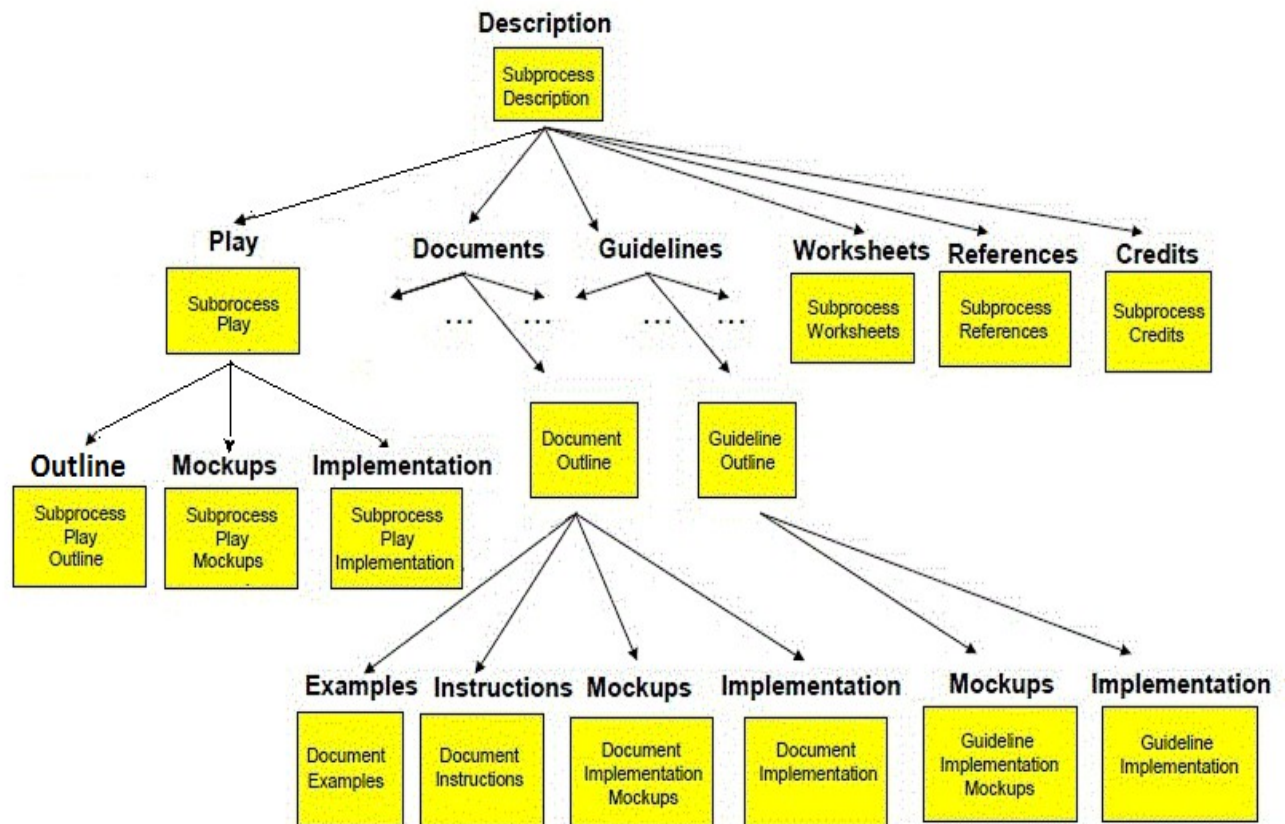 Description
Subprocess
Description
Play
Documents
Guidelines
Worksheets
References
Credits
Subprocess
Play
...
...
...
...
Subprocess
Worksheets
Subprocess
References
Subprocess
Credits
Outline
Mockups
Implementation
Document
Outline
Guideline
Outline
Subprocess
Play
Outline
Subprocess
Play
Mockups
Subprocess
Play
Implementation
Examples
Instructions
Mockups
Implementation
Mockups
Implementation
Document
Examples
Document
Instructions
Document
Implementation
Mockups
Document
Implementation
Guideline
Implementation
Mockups
Guideline
Implementation